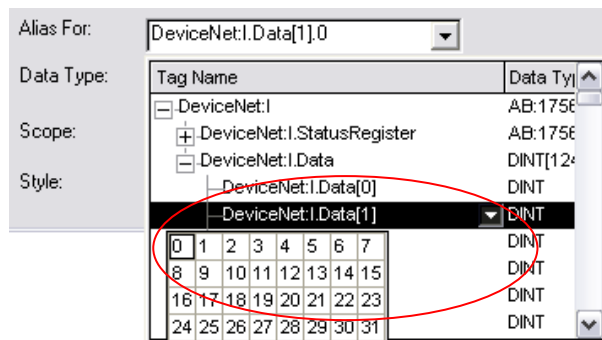 Alias For: DeviceNet:I.Data[1].0
Data Type: Tag Name Data Ty
DeviceNet:I AB:1756
Scope: DeviceNet:I.StatusRegister AB:1756
DeviceNet:I.Data DINT[124
Style: DeviceNet:I.Data[0] DINT
DeviceNet:I.Data[1] DINT
0 1 2 3 4 5 6 7 DINT
8 9 10 11 12 13 14 15 DINT
16 17 18 19 20 21 22 23 DINT
24 25 26 27 28 29 30 31 DINT